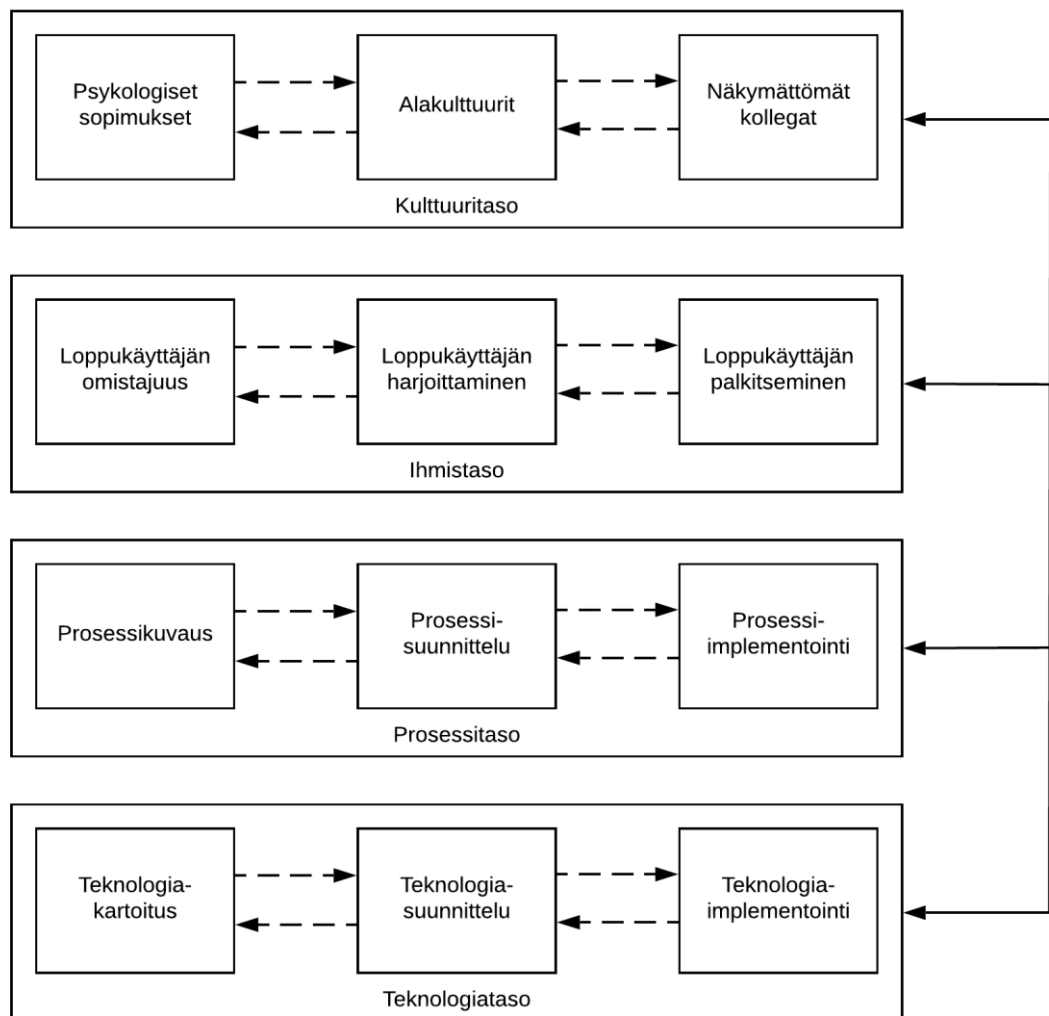 Psykologiset
sopimukset
Alakulttuurit
Näkymättömät
kollegat
Kulttuuritaso
Loppukäyttäjän
omistajuus
Loppukäyttäjän
harjoittaminen
Loppukäyttäjän
palkitseminen
Ihmistaso
Prosessikuvaus
Prosessi-
suunnittelu
Prosessi-
implementointi
Prosessitaso
Teknologia-
kartoitus
Teknologia-
suunnittelu
Teknologia-
implementointi
Teknologiataso